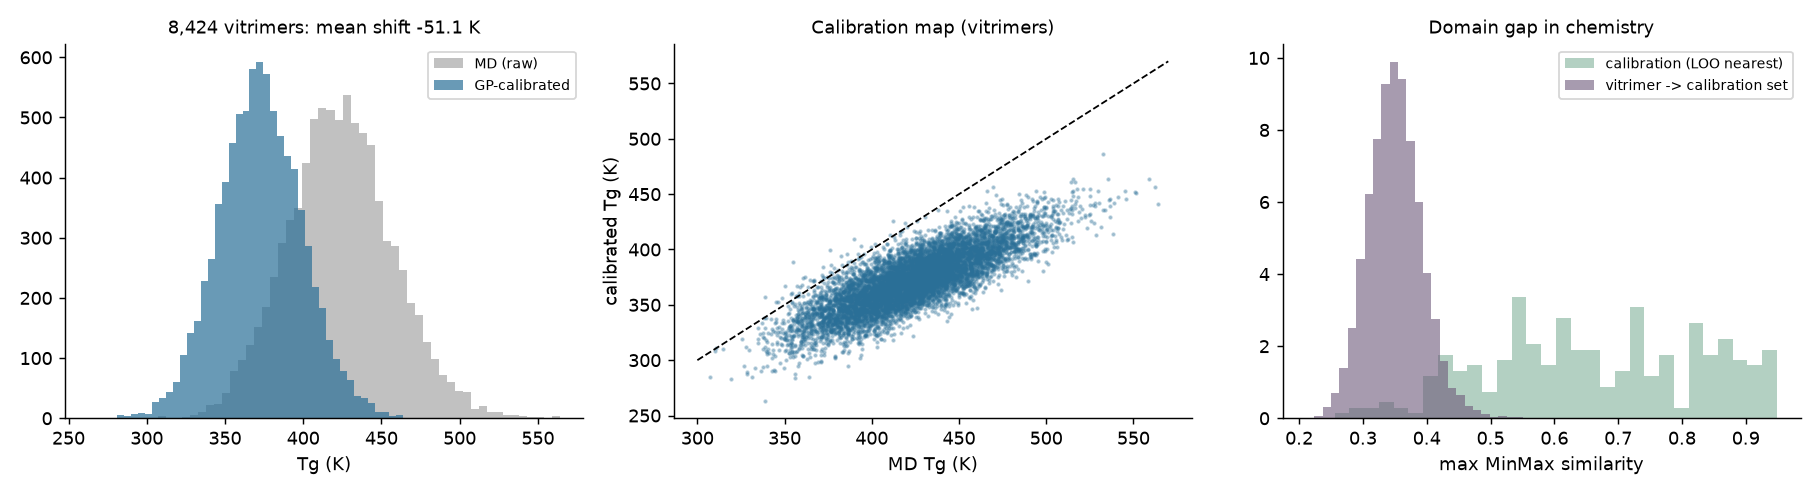 8,424 vitrimers: mean shift -51.1 K
600
500
400
300
200
100
0
250 300 350 400 450 500 550
Tg (K)
MD (raw)
GP-calibrated
Calibration map (vitrimers)
calibrated Tg (K)
550
500
450
400
350
300
250
300 350 400 450 500 550
MD Tg (K)
Domain gap in chemistry
10
8
6
4
2
0
0.2 0.3 0.4 0.5 0.6 0.7 0.8 0.9
max MinMax similarity
calibration (LOO nearest)
vitrimer -> calibration set